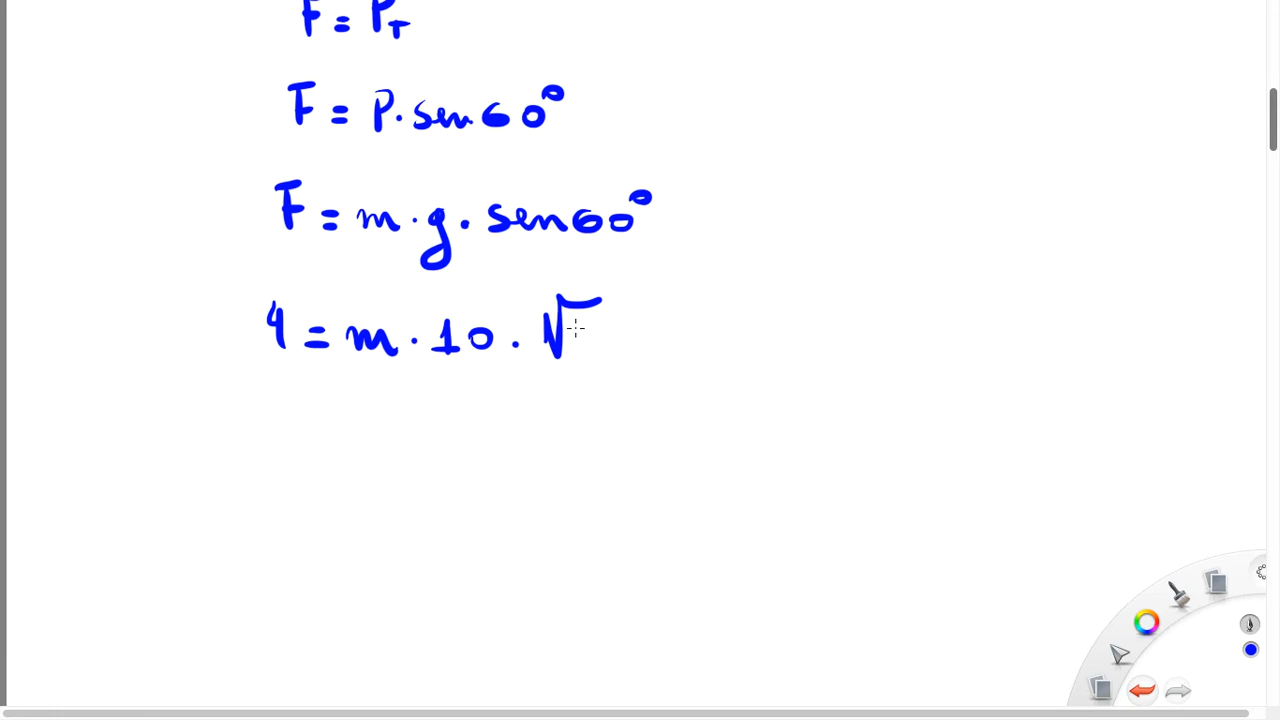 F = P_T
F = P . sen 60°
F = m . g . sen 60°
4 = m . 10 . √